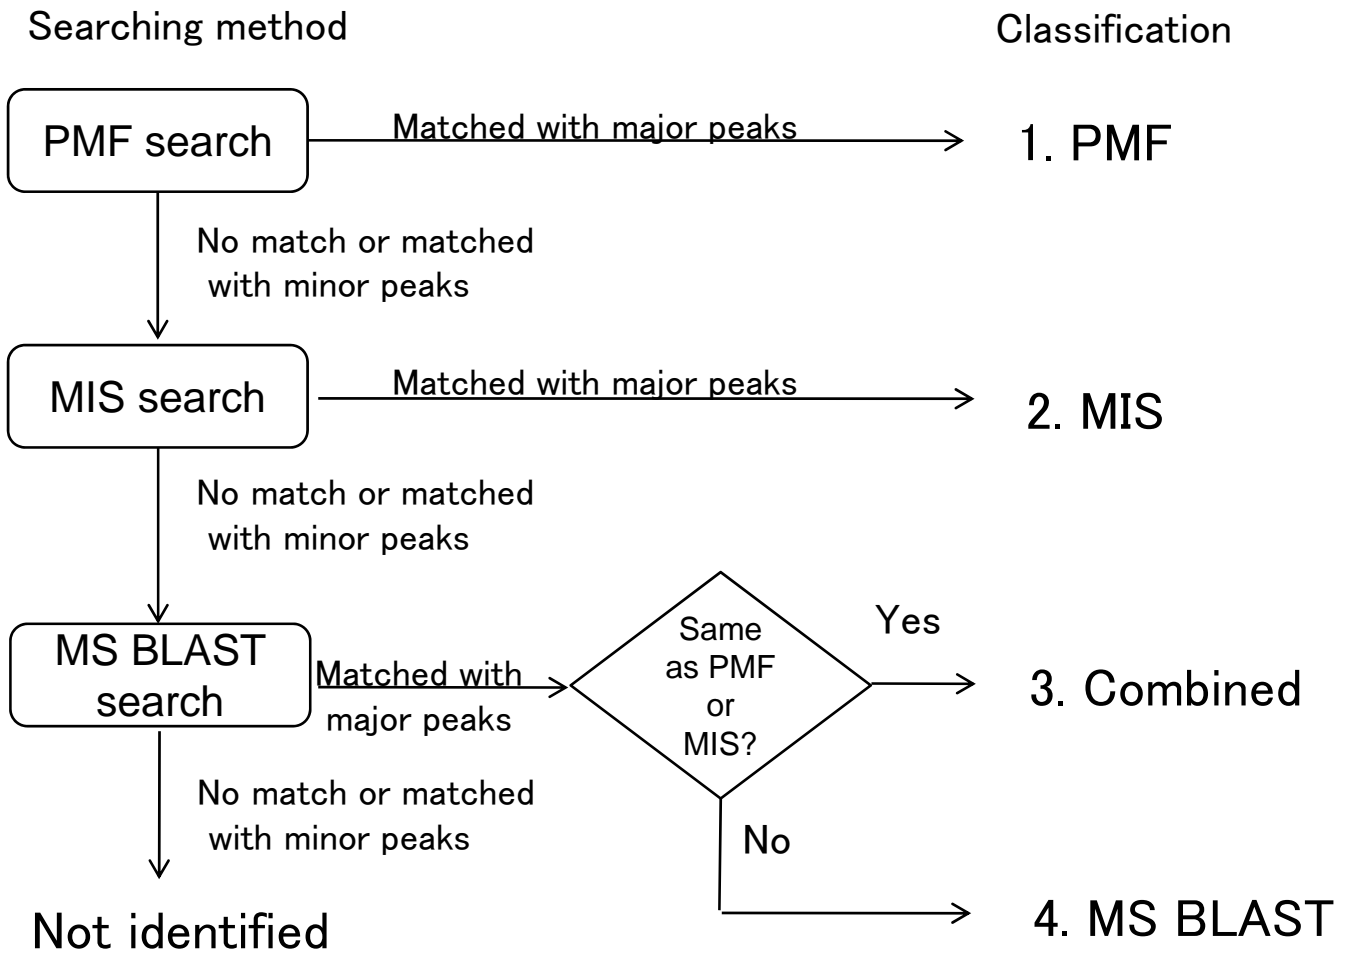 Searching method
Classification
PMF search
Matched with major peaks
1. PMF
No match or matched
with minor peaks
MIS search
Matched with major peaks
2. MIS
No match or matched
with minor peaks
MS BLAST
search
Matched with
major peaks
Same
as PMF
or
MIS?
Yes
3. Combined
No match or matched
with minor peaks
No
4. MS BLAST
Not identified